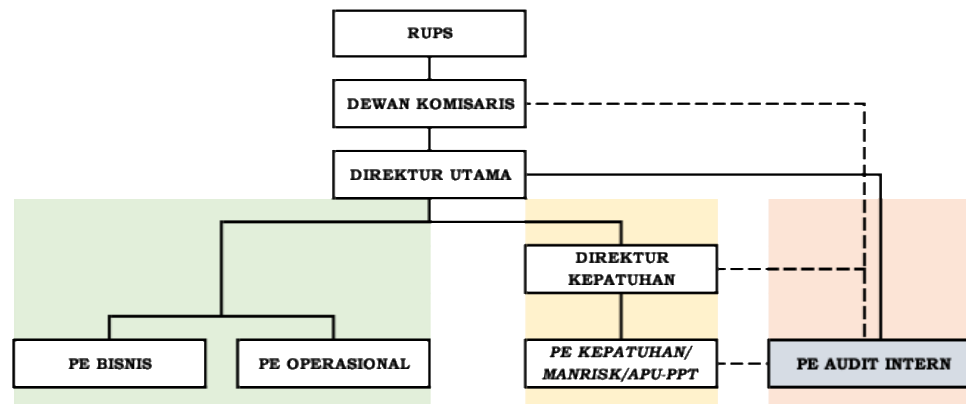 RUPS
DEWAN KOMISARIS
DIREKTUR UTAMA
DIREKTUR
KEPATUHAN
PE BISNIS
PE OPERASIONAL
PE KEPATUHAN/
MANRISK/APU-PPT
PE AUDIT INTERN